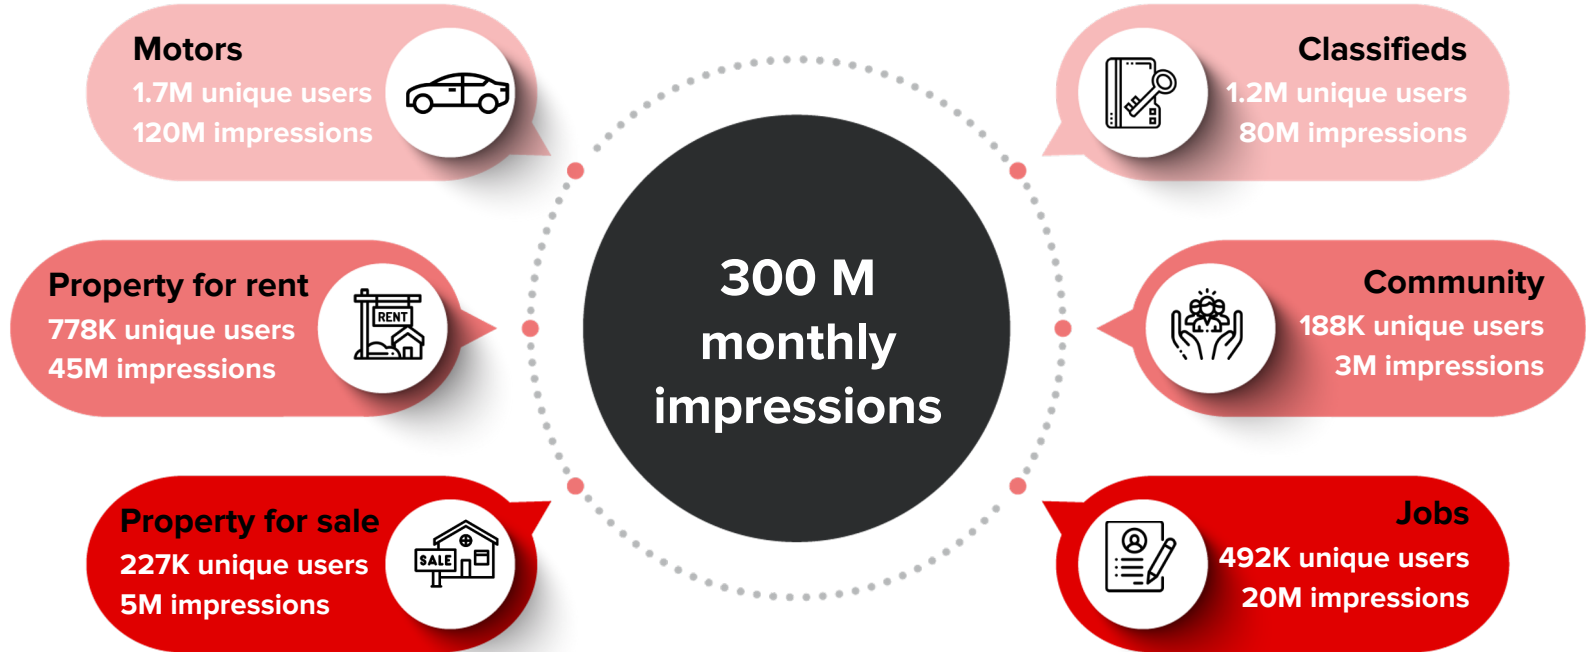 Motors
1.7M unique users
120M impressions
Property for rent
778K unique users
45M impressions
RENT
Property for sale
227K unique users
5M impressions
SALE
300 M
monthly
impressions
Classifieds
1.2M unique users
80M impressions
Community
188K unique users
3M impressions
Jobs
492K unique users
20M impressions